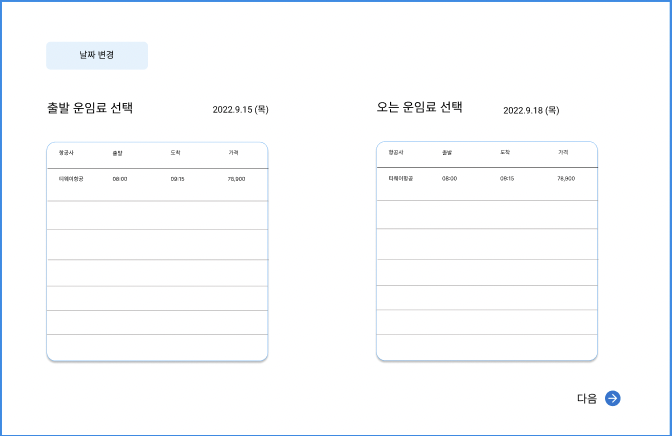 날짜 변경
출발 운임료 선택 2022.9.15 (목)
항공사 출발 도착 가격
티웨이항공 08:00 09:15 78,900
오는 운임료 선택 2022.9.18 (목)
항공사 출발 도착 가격
티웨이항공 08:00 09:15 78,900
다음